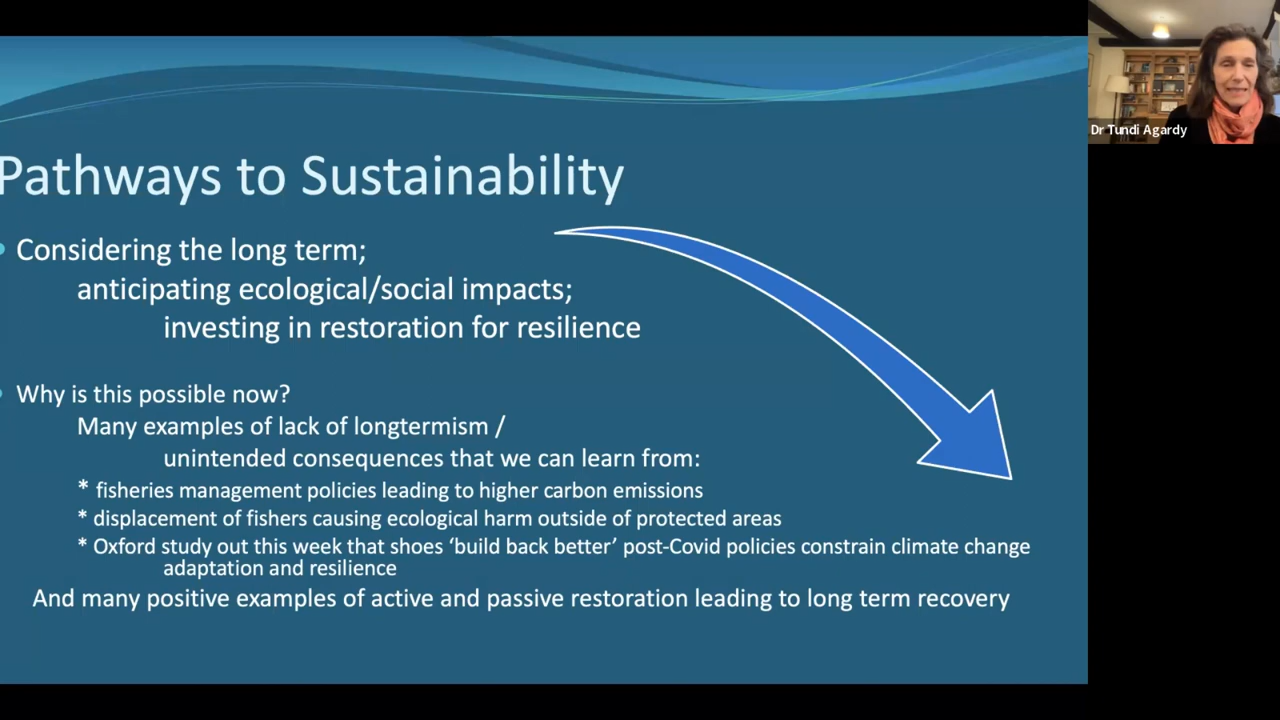 Pathways to Sustainability
Considering the long term;
anticipating ecological/social impacts;
investing in restoration for resilience
Why is this possible now?
Many examples of lack of longtermism /
unintended consequences that we can learn from:
* fisheries management policies leading to higher carbon emissions
* displacement of fishers causing ecological harm outside of protected areas
* Oxford study out this week that shoes ‘build back better’ post-Covid policies constrain climate change
adaptation and resilience
And many positive examples of active and passive restoration leading to long term recovery
Dr Tundi Agardy